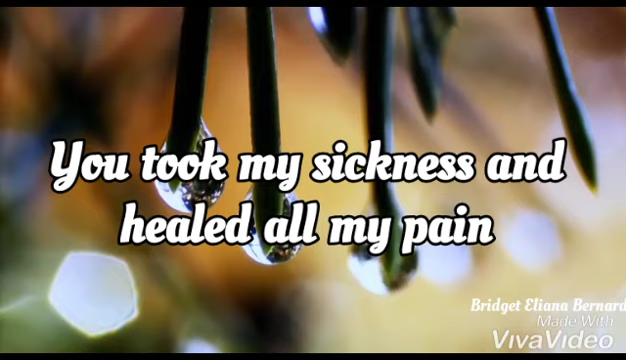 You took my sickness and
healed all my pain
Bridget Eliana Bernard
Made With
VivaVideo